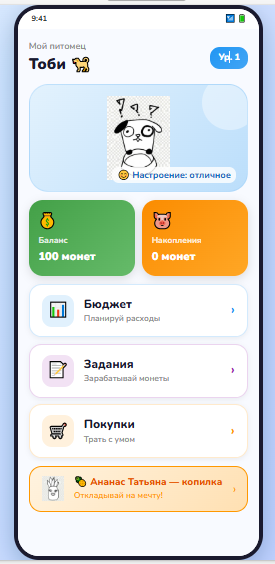 9:41
Мой питомец
Тоби
Ур. 1
Настроение: отличное
Баланс
100 монет
Накопления
0 монет
Бюджет
Планируй расходы
›
Задания
Зарабатывай монеты
›
Покупки
Трать с умом
›
Ананас Татьяна — копилка
Откладывай на мечту!
›